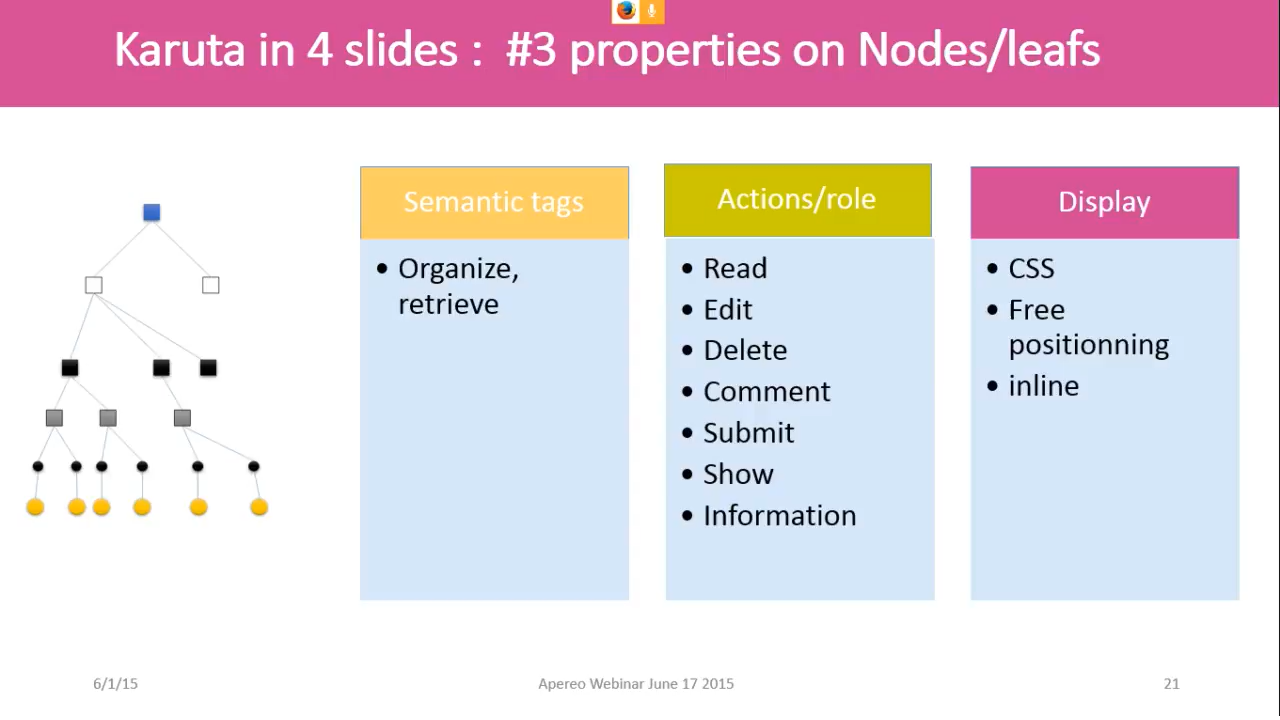 Karuta in 4 slides :  #3 properties on Nodes/leafs
Semantic tags
• Organize,
retrieve
Actions/role
• Read
• Edit
• Delete
• Comment
• Submit
• Show
• Information
Display
• CSS
• Free
positionning
• inline
6/1/15
Apereo Webinar June 17 2015
21